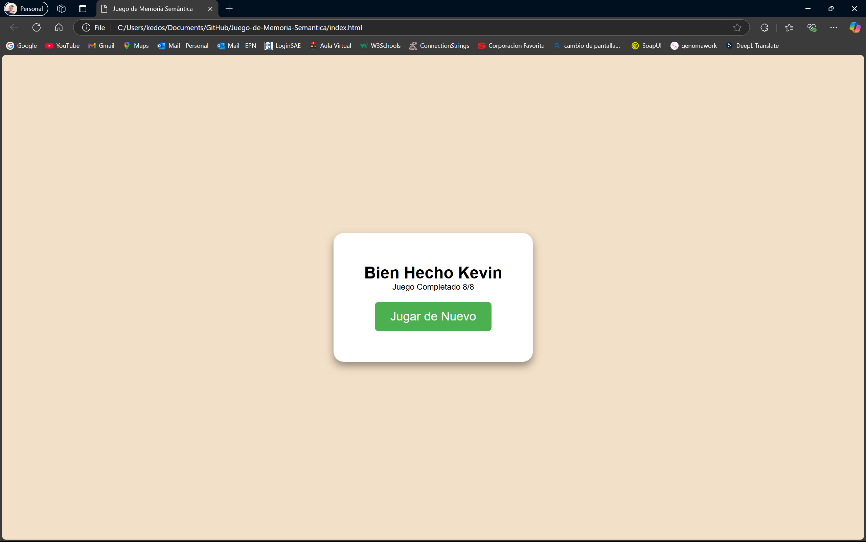 Personal
Juego de Memoria Semántica
File
C:/Users/kedos/Documents/GitHub/Juego-de-Memoria-Semantica/index.html
Google YouTube Gmail Maps Mail - Personal Mail - EPN LoginSAE Aula Virtual W3Schools ConnectionStrings Corporacion Favorita cambio de pantalla... SoapUI qanomework DeepL Translate
Bien Hecho Kevin
Juego Completado 8/8
Jugar de Nuevo